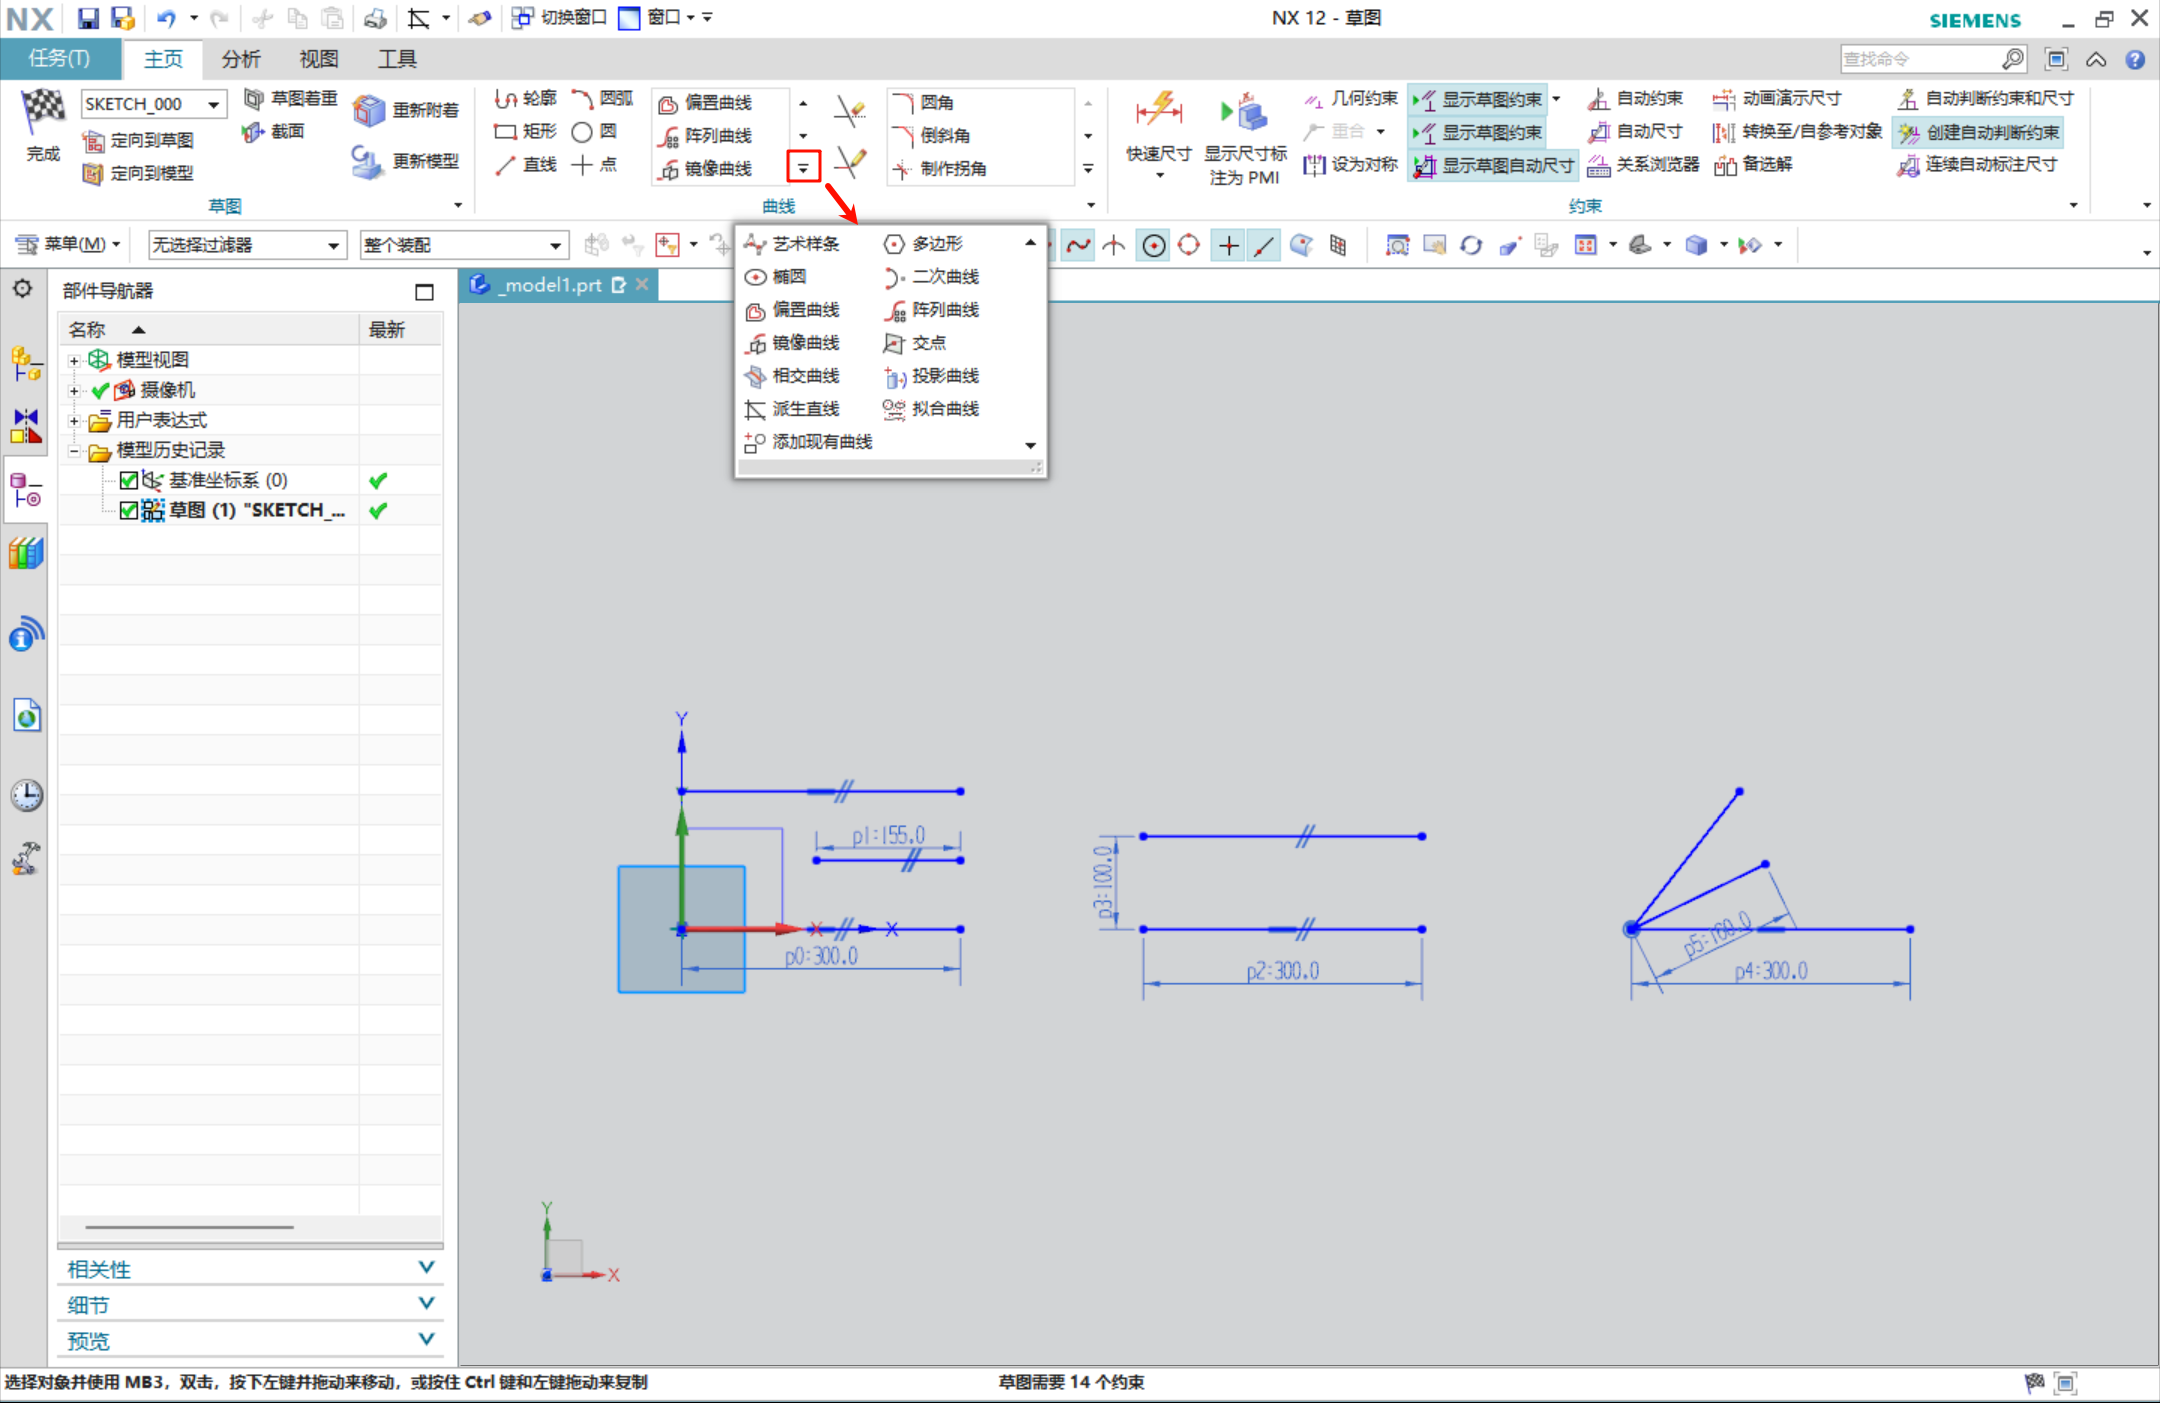 NX
切换窗口
窗口
NX 12 - 草图
SIEMENS
任务(T)
主页
分析
视图
工具
查找命令
完成
SKETCH_000
定向到草图
定向到模型
草图着重
截面
重新附着
更新模型
草图
轮廓
圆弧
矩形
圆
直线
点
偏置曲线
阵列曲线
镜像曲线
圆角
倒斜角
制作拐角
曲线
快速尺寸
显示尺寸标
注为 PMI
几何约束
重合
设为对称
显示草图约束
显示草图约束
显示草图自动尺寸
自动约束
自动尺寸
关系浏览器
动画演示尺寸
转换至/自参考对象
备选解
自动判断约束和尺寸
创建自动判断约束
连续自动标注尺寸
约束
菜单(M)
无选择过滤器
整个装配
艺术样条
多边形
椭圆
二次曲线
偏置曲线
阵列曲线
镜像曲线
交点
相交曲线
投影曲线
派生直线
拟合曲线
添加现有曲线
部件导航器
_model1.prt
名称
最新
模型视图
摄像机
用户表达式
模型历史记录
基准坐标系 (0)
草图 (1) "SKETCH_...
Y
p1:155.0
X
X
p0:300.0
p3:100.0
p2:300.0
p5:100.0
p4:300.0
Y
X
相关性
细节
预览
选择对象并使用 MB3，双击，按下左键并拖动来移动，或按住 Ctrl 键和左键拖动来复制
草图需要 14 个约束